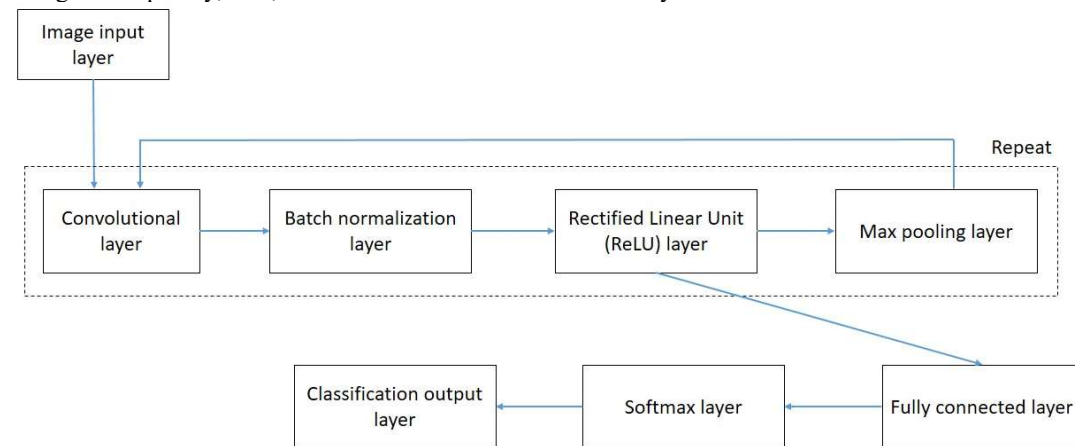 Image input
layer
Repeat
Convolutional
layer
Batch normalization
layer
Rectified Linear Unit
(ReLU) layer
Max pooling layer
Classification output
layer
Softmax layer
Fully connected layer